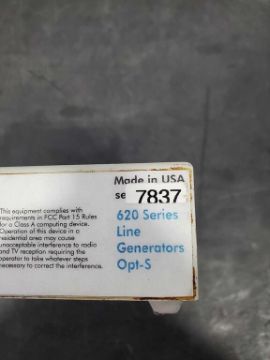 Made in USA
se 7837
This equipment complies with
requirements in FCC Part 15 Rules
for a Class A computing device.
Operation of this device in a
residential area may cause
unacceptable interference to radio
and TV reception requiring the
operator to take whatever steps
necessary to correct the interference.
620 Series
Line
Generators
Opt-S